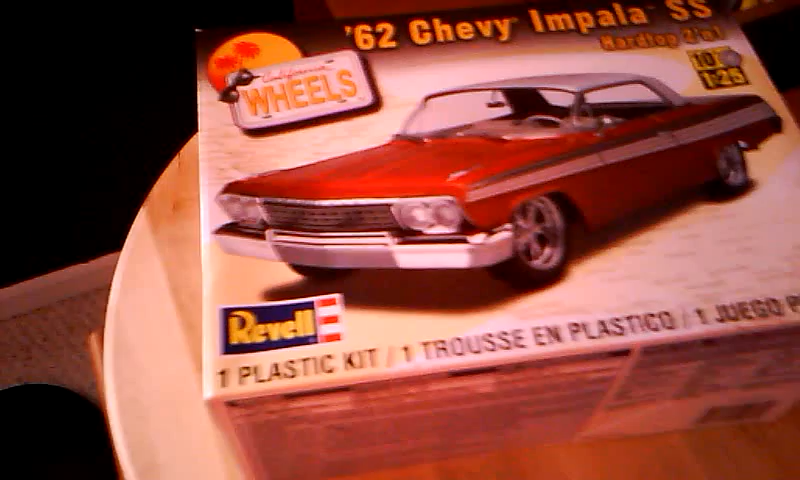 '62 Chevy Impala SS
Hardtop 2'n1
California
WHEELS
1:25
Revell
1 PLASTIC KIT / 1 TROUSSE EN PLASTICO / 1 JUEGO